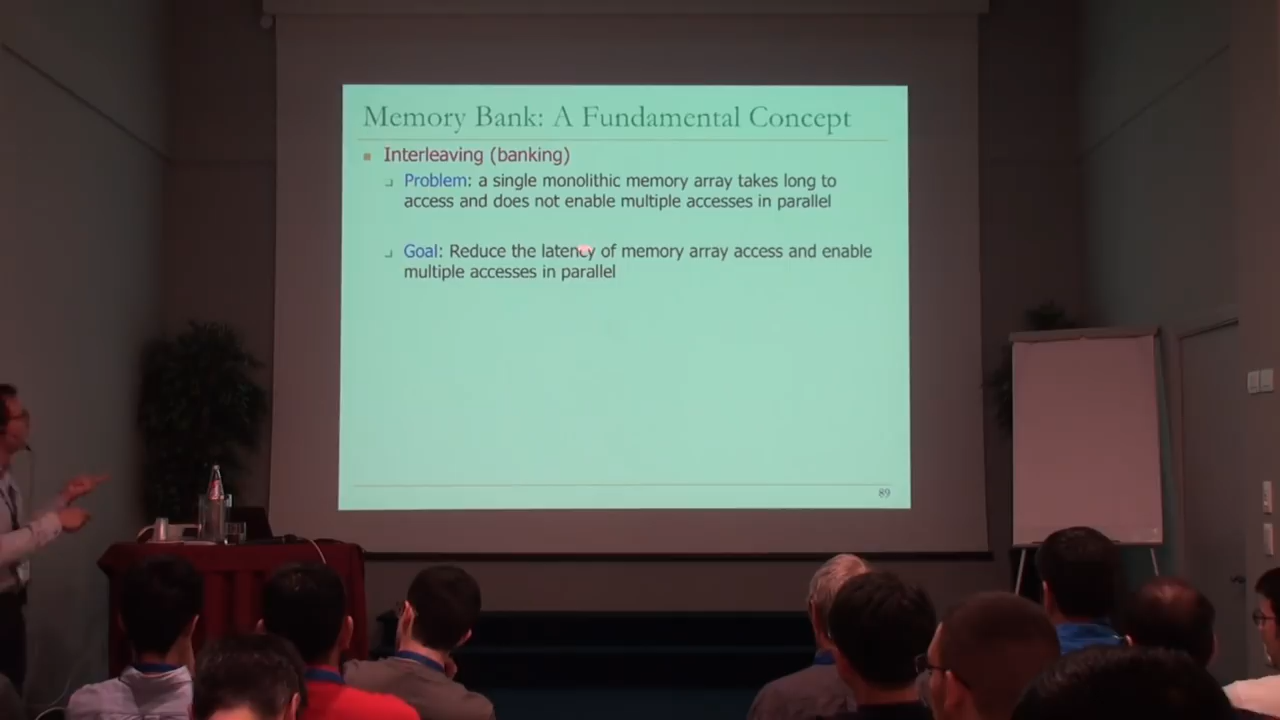 Memory Bank: A Fundamental Concept
Interleaving (banking)
Problem: a single monolithic memory array takes long to
access and does not enable multiple accesses in parallel
Goal: Reduce the latency of memory array access and enable
multiple accesses in parallel
89